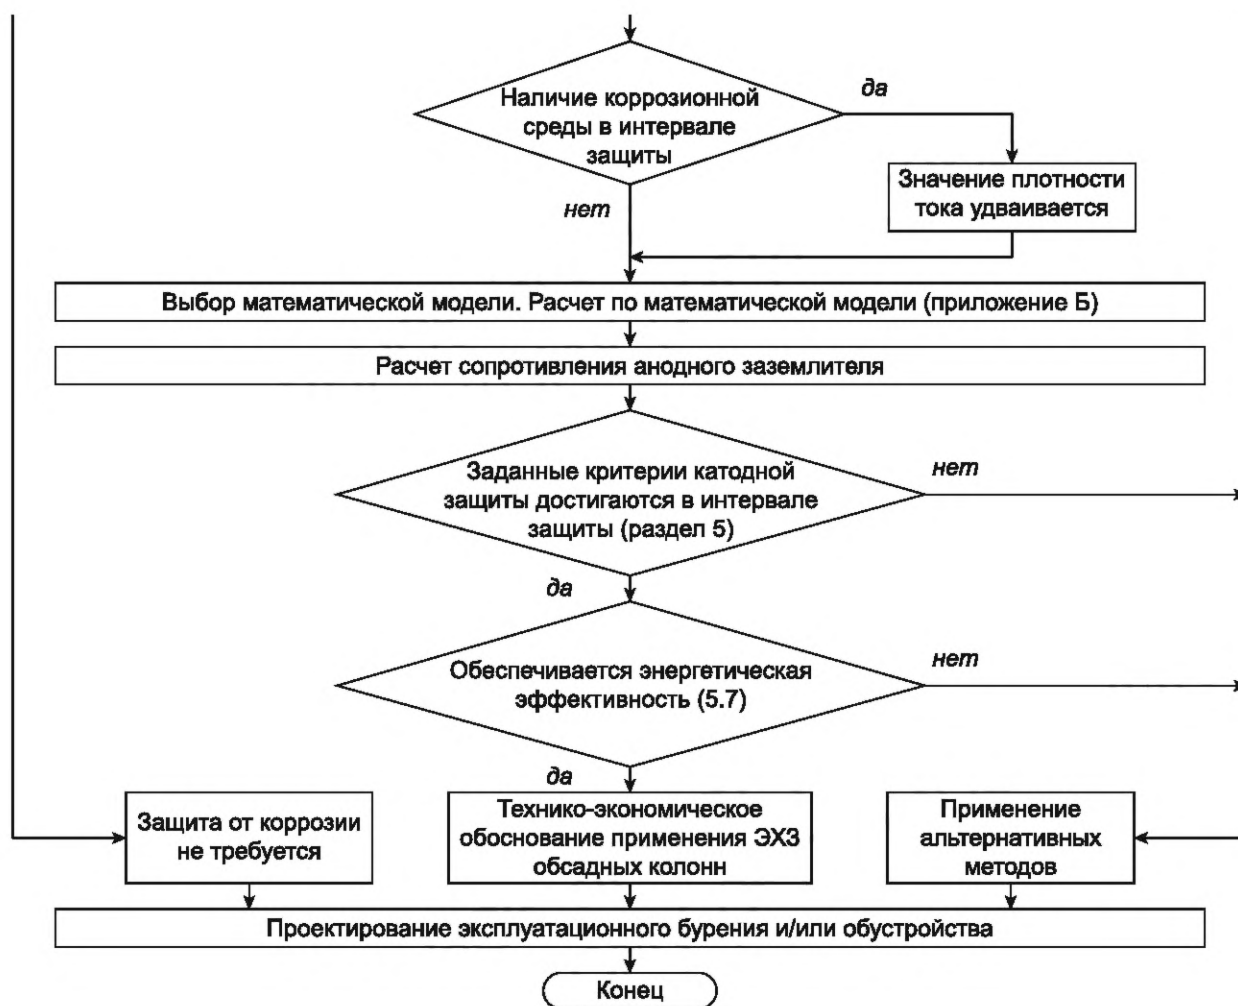 да
Наличие коррозионной
среды в интервале
защиты
Значение плотности
тока удваивается
нет
Выбор математической модели. Расчет по математической модели (приложение Б)
Расчет сопротивления анодного заземлителя
Заданные критерии катодной
защиты достигаются в интервале
защиты (раздел 5)
нет
да
Обеспечивается энергетическая
эффективность (5.7)
нет
да
Защита от коррозии
не требуется
Технико-экономическое
обоснование применения ЭХЗ
обсадных колонн
Применение
альтернативных
методов
Проектирование эксплуатационного бурения и/или обустройства
Конец